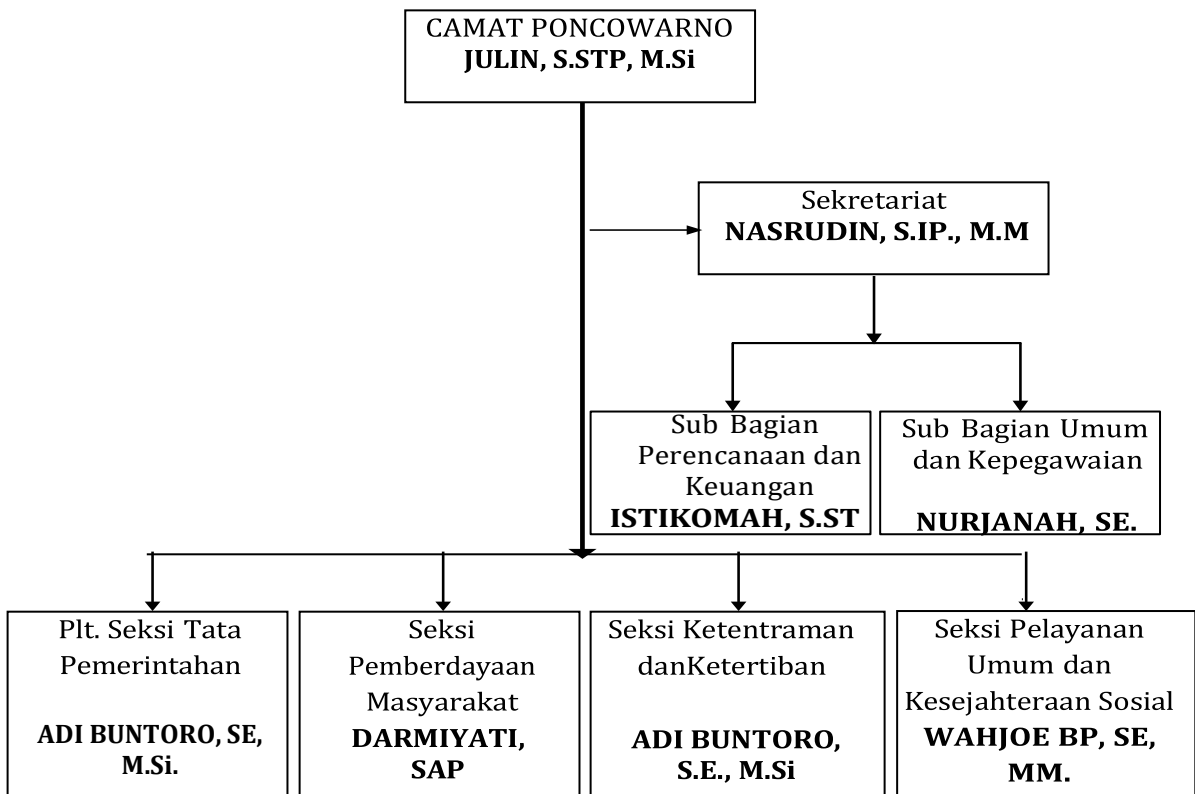 CAMAT PONCOWARNO
JULIN, S.STP, M.Si
Sekretariat
NASRUDIN, S.IP., M.M
Sub Bagian
Perencanaan dan
Keuangan
ISTIKOMAH, S.ST
Sub Bagian Umum
dan Kepegawaian
NURJANAH, SE.
Plt. Seksi Tata
Pemerintahan
ADI BUNTORO, SE,
M.Si.
Seksi
Pemberdayaan
Masyarakat
DARMIYATI,
SAP
Seksi Ketentraman
danKetertiban
ADI BUNTORO,
S.E., M.Si
Seksi Pelayanan
Umum dan
Kesejahteraan Sosial
WAHJOE BP, SE,
MM.